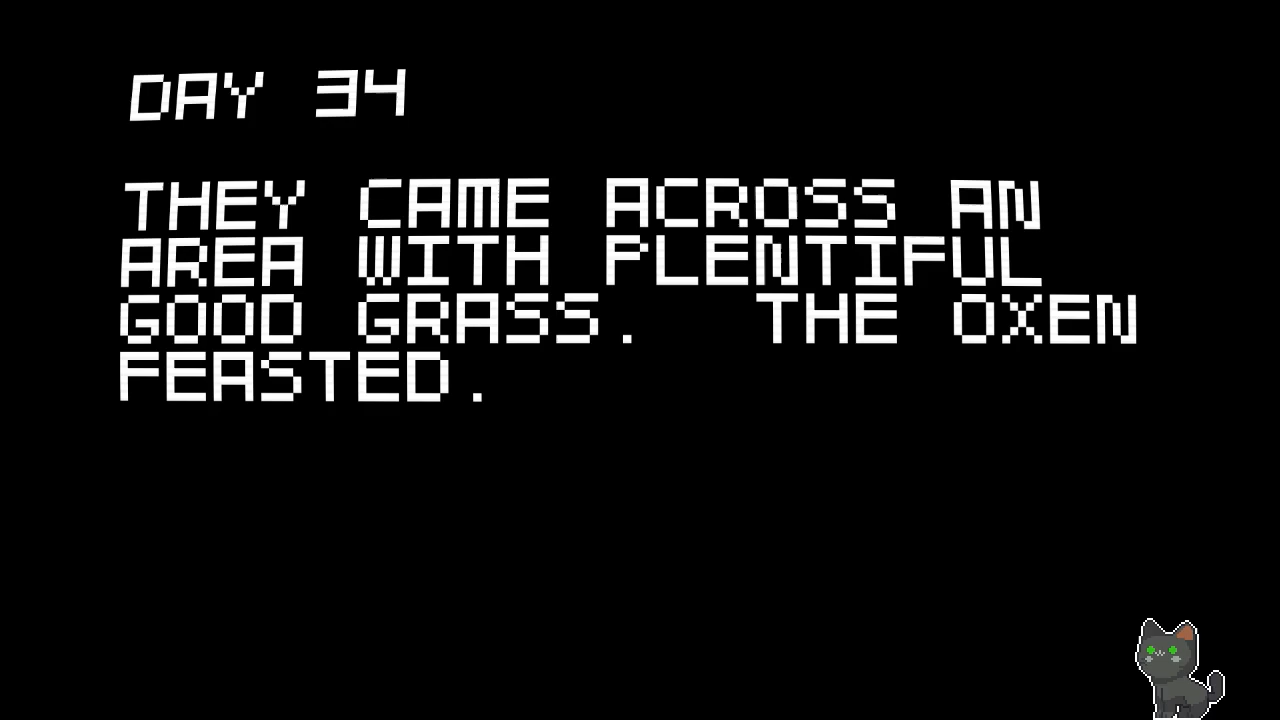 DAY 34
THEY CAME ACROSS AN
AREA WITH PLENTIFUL
GOOD GRASS.  THE OXEN
FEASTED.